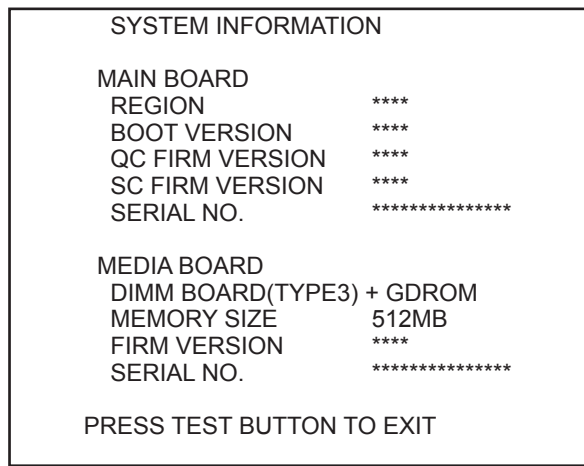 SYSTEM INFORMATION
MAIN BOARD
REGION ****
BOOT VERSION ****
QC FIRM VERSION ****
SC FIRM VERSION ****
SERIAL NO. ***************
MEDIA BOARD
DIMM BOARD(TYPE3) + GDROM
MEMORY SIZE 512MB
FIRM VERSION ****
SERIAL NO. ***************
PRESS TEST BUTTON TO EXIT